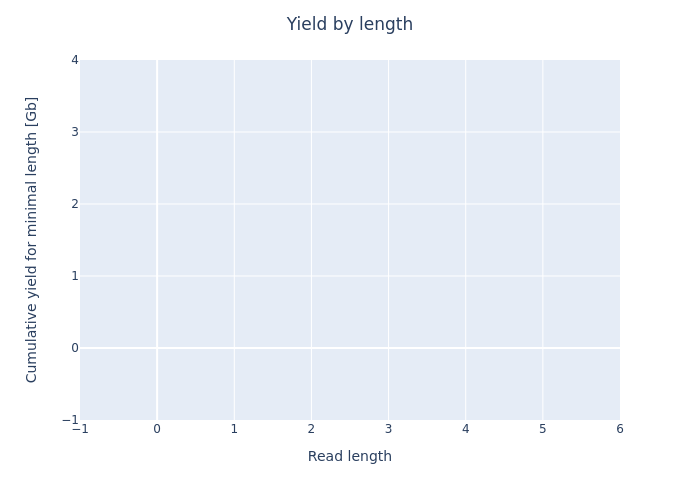 Yield by length
Cumulative yield for minimal length [Gb]
4
3
2
1
0
−1
−1 0 1 2 3 4 5 6
Read length